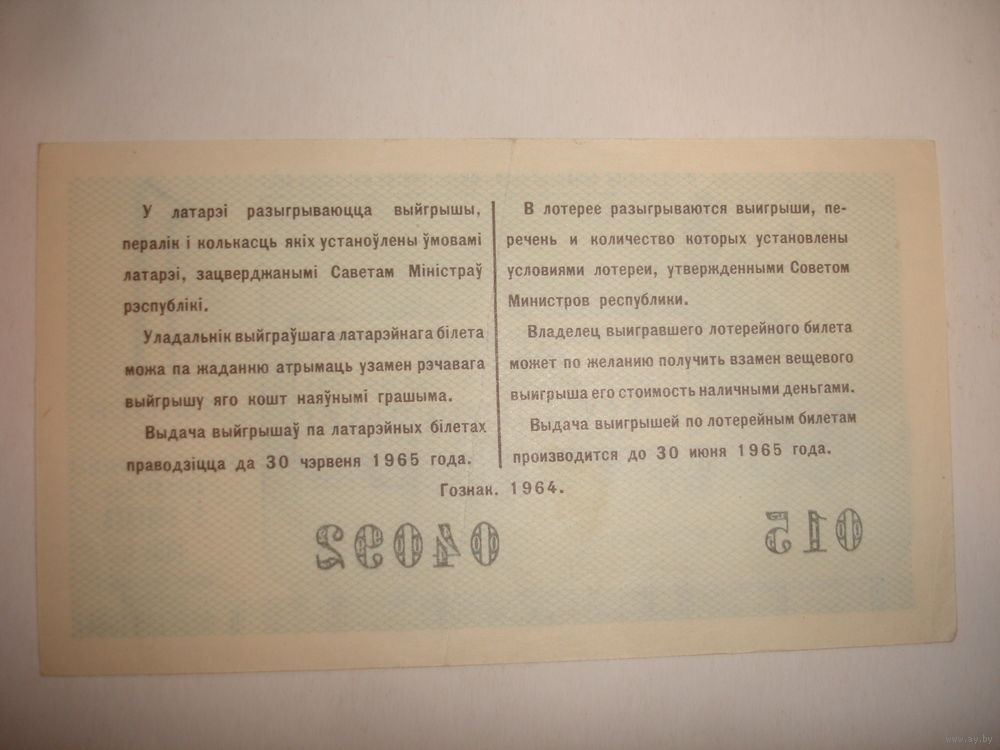 У латарэі разыгрываюцца выйгрышы,
пералік і колькасць якіх устаноўлены ўмовамі
латарэі, зацверджанымі Саветам Міністраў
рэспублікі.
Уладальнік выйграўшага латарэйнага білета
можа па жаданню атрымаць узамен рэчавага
выйгрышу яго кошт наяўнымі грашыма.
Выдача выйгрышаў па латарэйных білетах
праводзіцца да 30 чэрвеня 1965 года.
В лотерее разыгрываются выигрыши, пе-
речень и количество которых установлены
условиями лотереи, утвержденными Советом
Министров республики.
Владелец выигравшего лотерейного билета
может по желанию получить взамен вещевого
выигрыша его стоимость наличными деньгами.
Выдача выигрышей по лотерейным билетам
производится до 30 июня 1965 года.
Гознак. 1964.
04092
015
www.ay.by